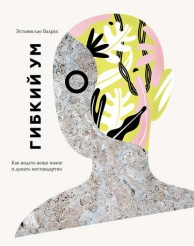 Эстанислао Бахрах
ГИБКИЙ УМ
Как видеть вещи иначе
и думать нестандартно